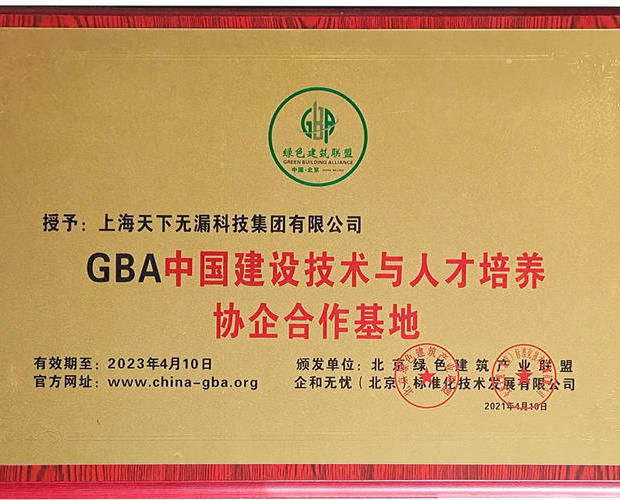 GBA
绿色建筑联盟
GREEN BUILDING ALLIANCE
中国·北京
授予：上海天下无漏科技集团有限公司
GBA中国建设技术与人才培养
协企合作基地
有效期至：2023年4月10日
颁发单位：北京绿色建筑产业联盟
官方网址：www.china-gba.org
企和无忧（北京）标准化技术发展有限公司
2021年4月10日